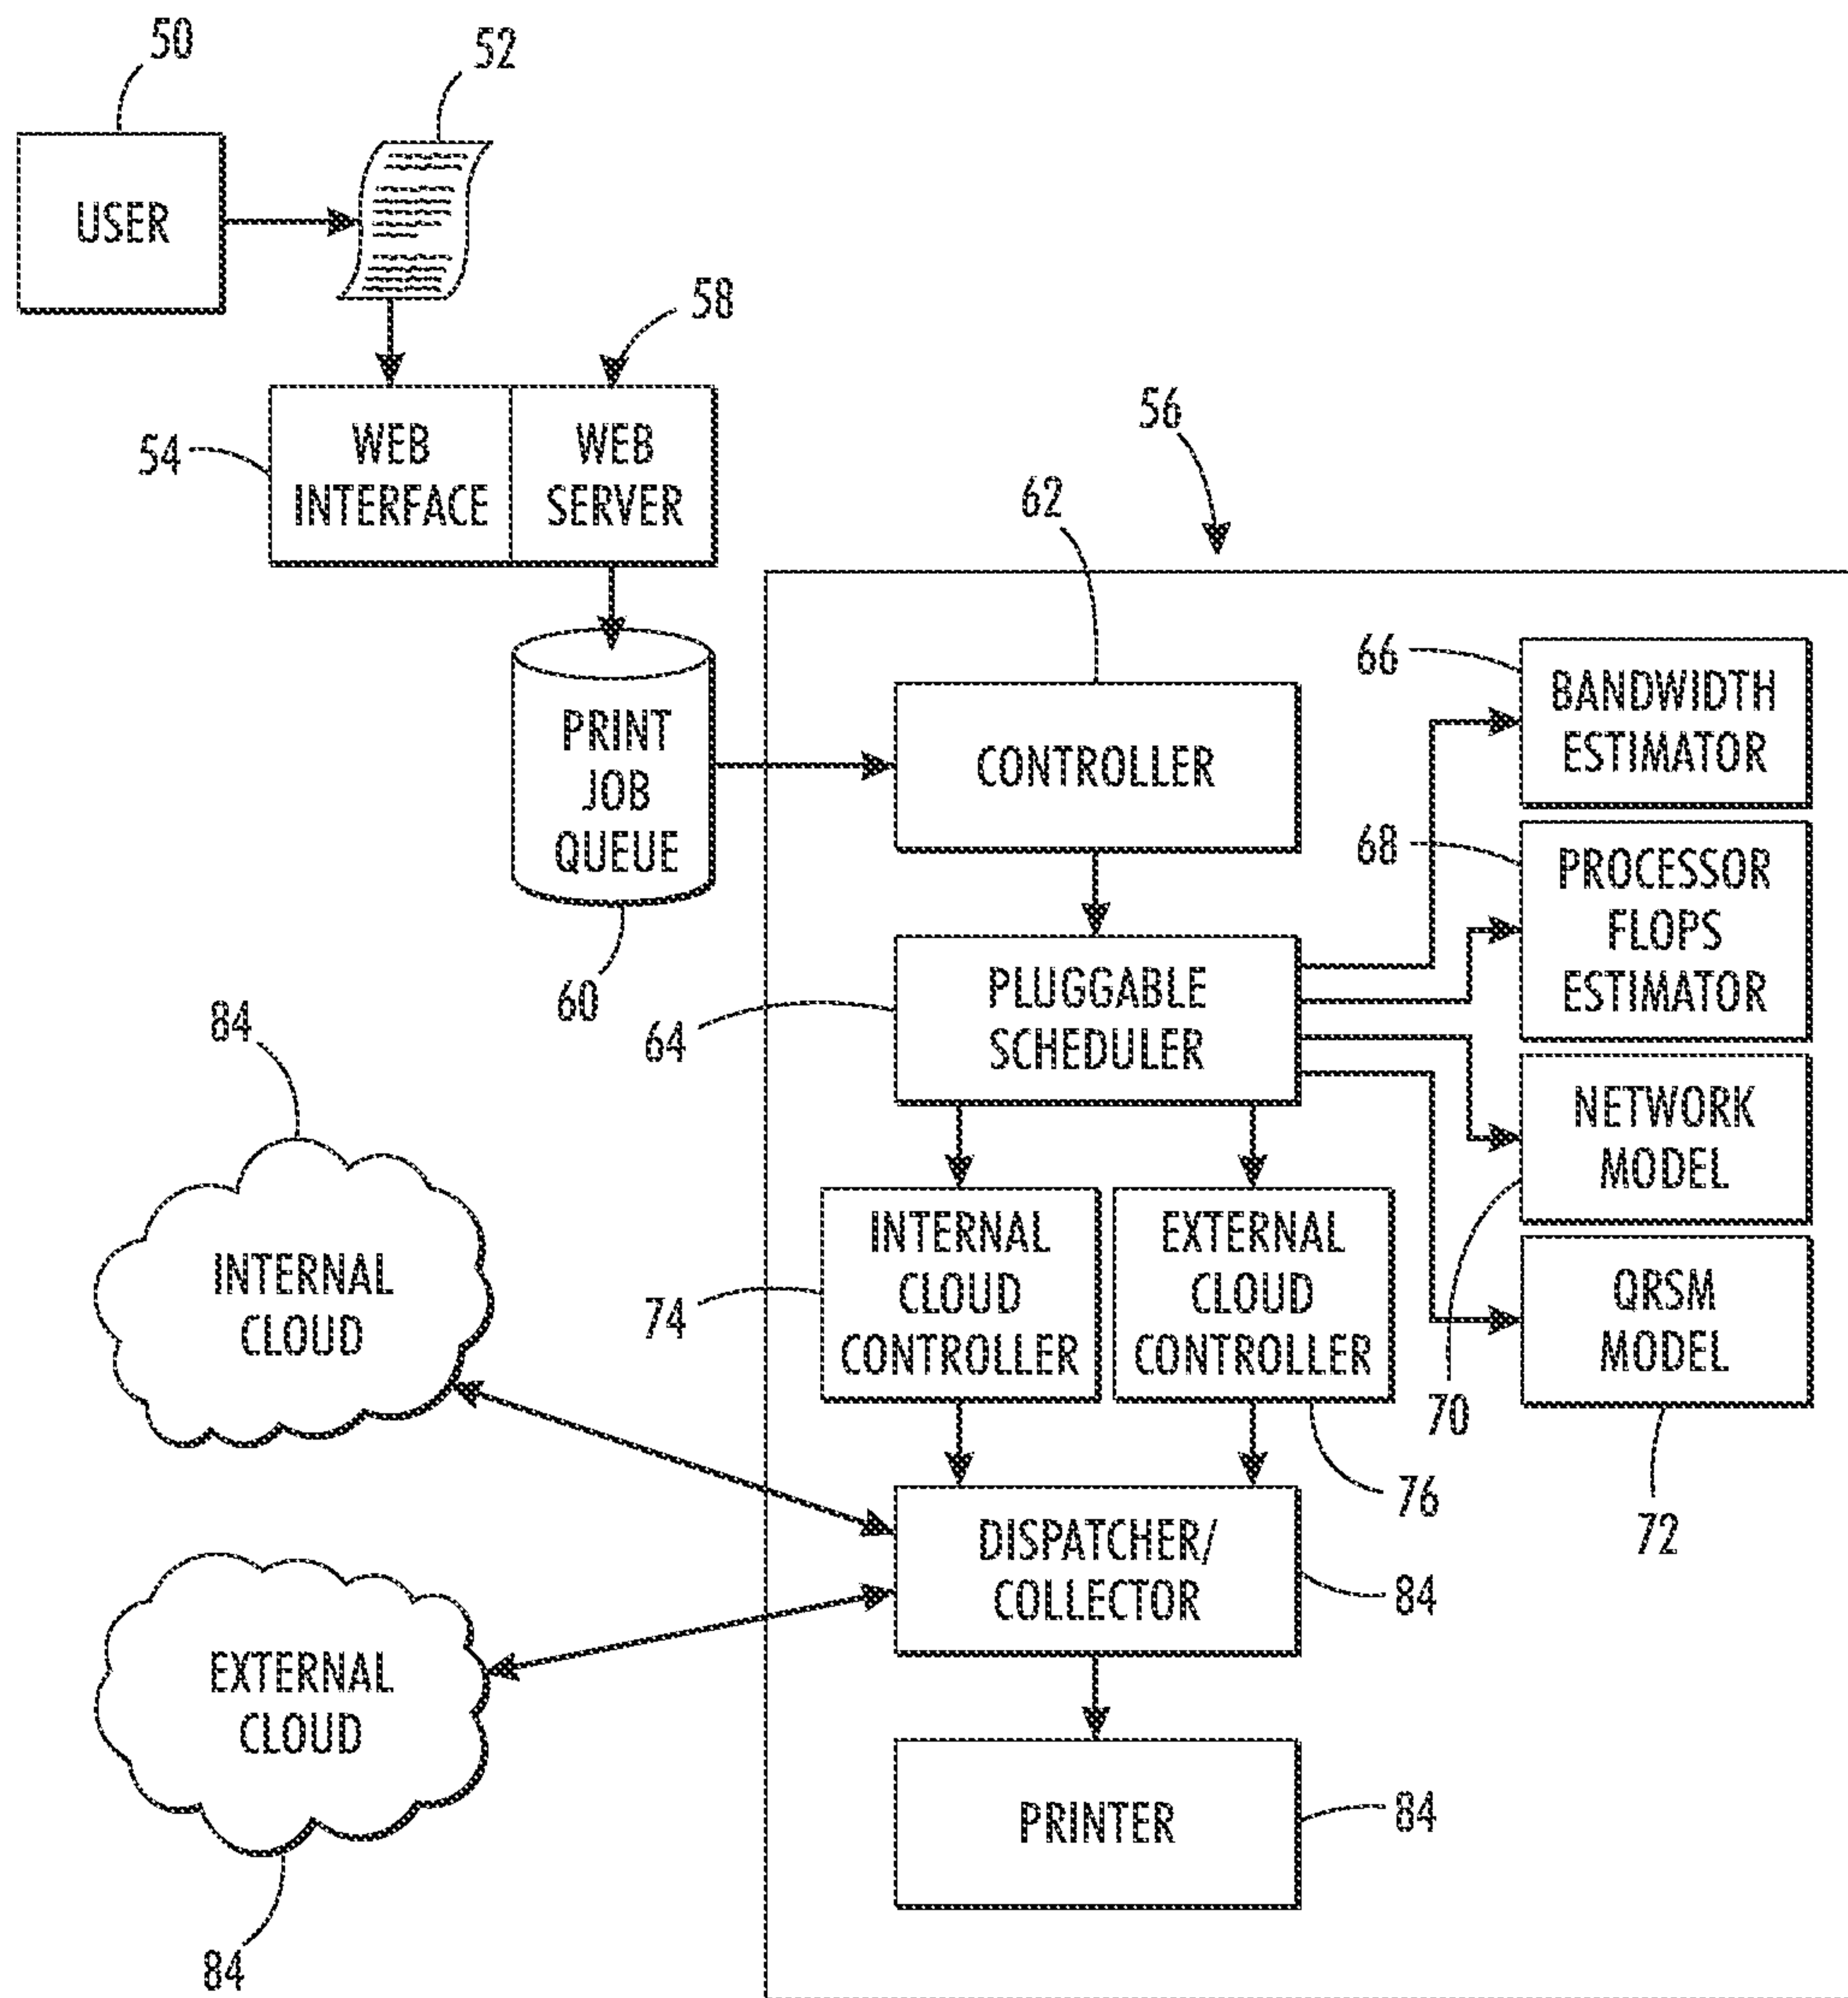 50
52
USER
58
54
WEB
INTERFACE
WEB
SERVER
56
62
PRINT
JOB
QUEUE
60
CONTROLLER
66
BANDWIDTH
ESTIMATOR
68
PROCESSOR
FLOPS
ESTIMATOR
64
PLUGGABLE
SCHEDULER
NETWORK
MODEL
70
84
INTERNAL
CLOUD
74
INTERNAL
CLOUD
CONTROLLER
EXTERNAL
CLOUD
CONTROLLER
76
QRSM
MODEL
72
DISPATCHER/
COLLECTOR
84
EXTERNAL
CLOUD
84
PRINTER
84